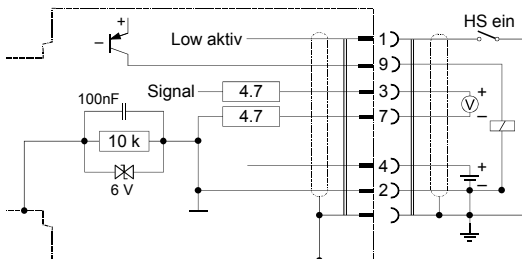 HS ein
+
−
Low aktiv
1
9
Signal
4.7
3
+
V
100nF
4.7
7
−
10 k
6 V
4
+
2
−